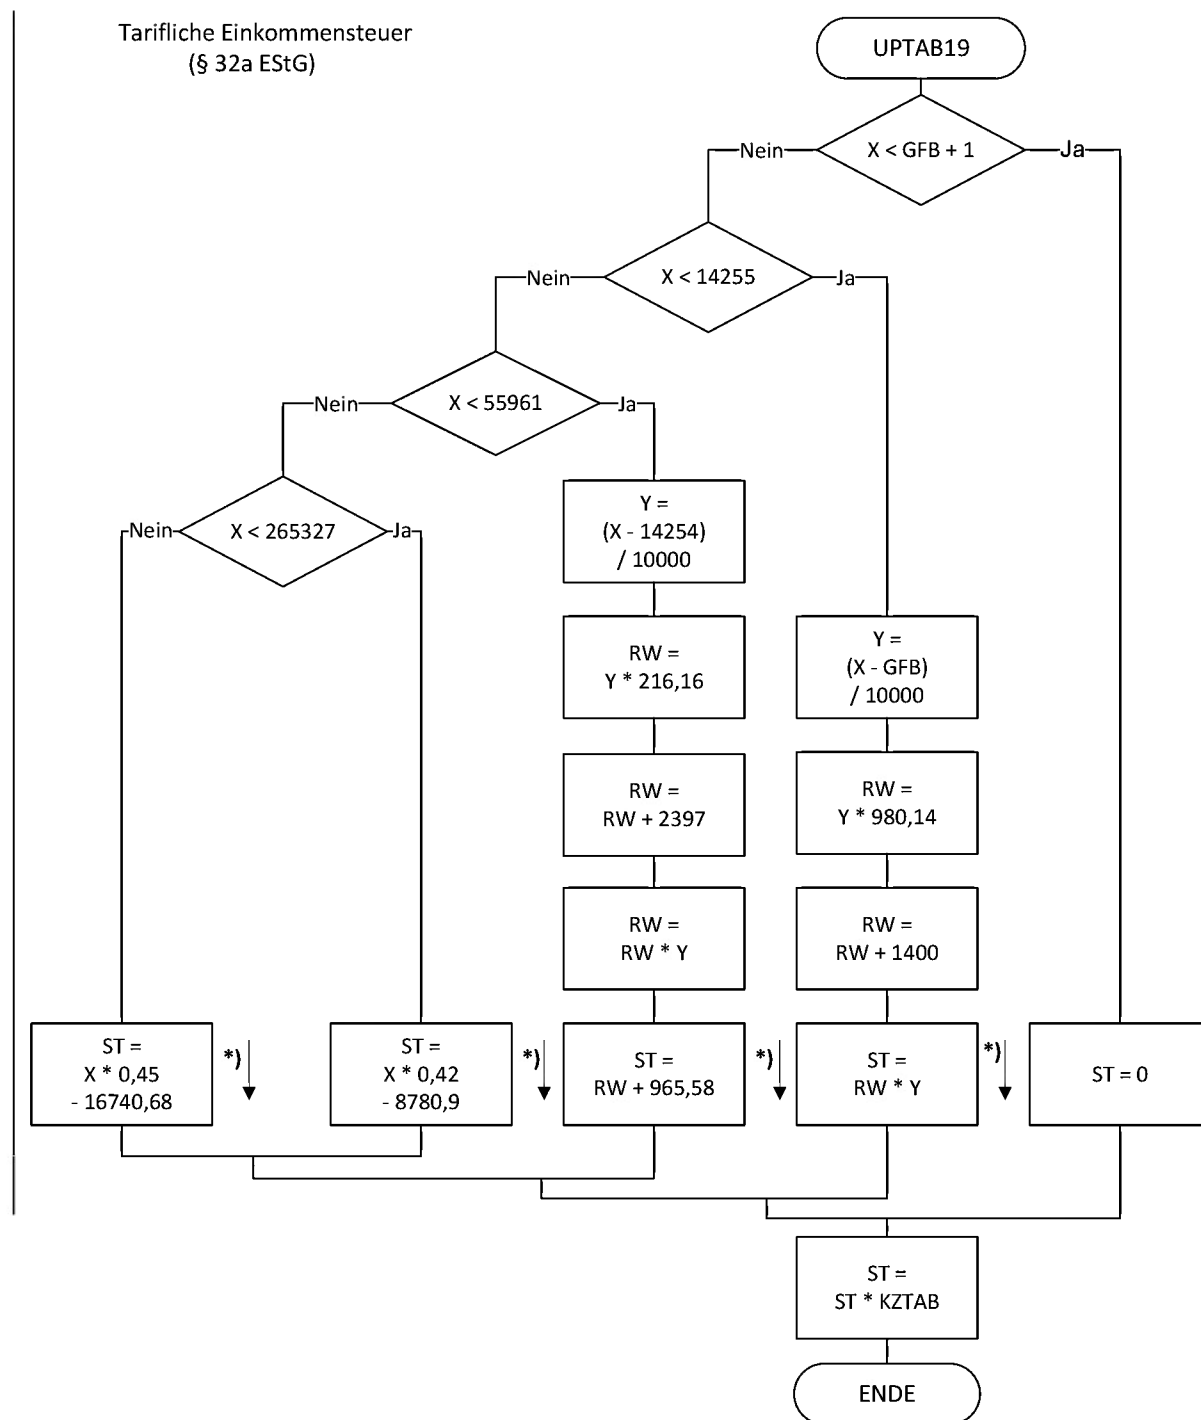 Tarifliche Einkommensteuer
(§ 32a EStG)
UPTAB19
X < GFB + 1
Nein
Ja
X < 14255
Nein
Ja
X < 55961
Nein
Ja
X < 265327
Nein
Ja
Y =
(X - 14254)
/ 10000
RW =
Y * 216,16
RW =
RW + 2397
RW =
RW * Y
Y =
(X - GFB)
/ 10000
RW =
Y * 980,14
RW =
RW + 1400
ST =
X * 0,45
- 16740,68
*)
ST =
X * 0,42
- 8780,9
*)
ST =
RW + 965,58
*)
ST =
RW * Y
*)
ST = 0
ST =
ST * KZTAB
ENDE